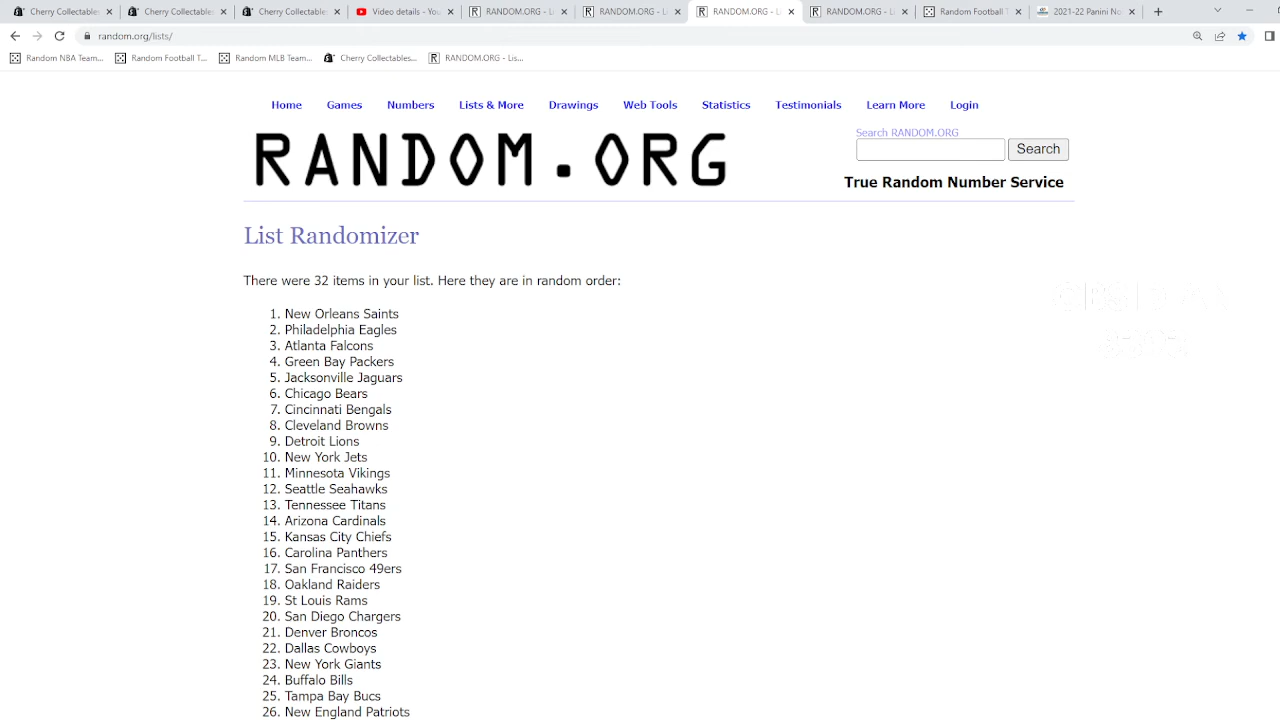 Cherry Collectables
Cherry Collectables
Cherry Collectables
Video details - You
RANDOM.ORG - Li
RANDOM.ORG - Li
RANDOM.ORG - Li
RANDOM.ORG - Li
Random Football T
2021-22 Panini No
random.org/lists/
Random NBA Team...
Random Football T...
Random MLB Team...
Cherry Collectables...
RANDOM.ORG - Lis...
Home Games Numbers Lists & More Drawings Web Tools Statistics Testimonials Learn More Login
RANDOM.ORG
Search RANDOM.ORG
Search
True Random Number Service
List Randomizer
There were 32 items in your list. Here they are in random order:
1. New Orleans Saints
2. Philadelphia Eagles
3. Atlanta Falcons
4. Green Bay Packers
5. Jacksonville Jaguars
6. Chicago Bears
7. Cincinnati Bengals
8. Cleveland Browns
9. Detroit Lions
10. New York Jets
11. Minnesota Vikings
12. Seattle Seahawks
13. Tennessee Titans
14. Arizona Cardinals
15. Kansas City Chiefs
16. Carolina Panthers
17. San Francisco 49ers
18. Oakland Raiders
19. St Louis Rams
20. San Diego Chargers
21. Denver Broncos
22. Dallas Cowboys
23. New York Giants
24. Buffalo Bills
25. Tampa Bay Bucs
26. New England Patriots